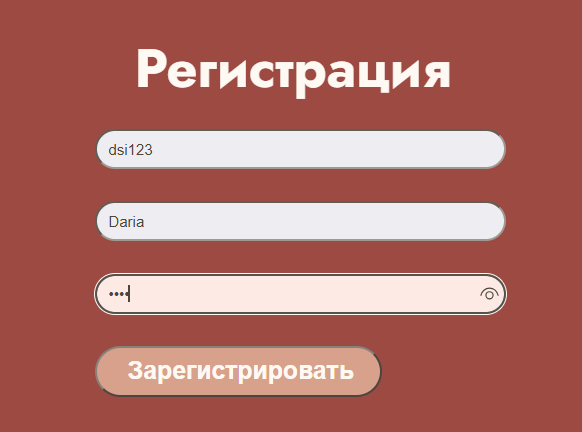 Регистрация
dsi123
Daria
••••
Зарегистрировать